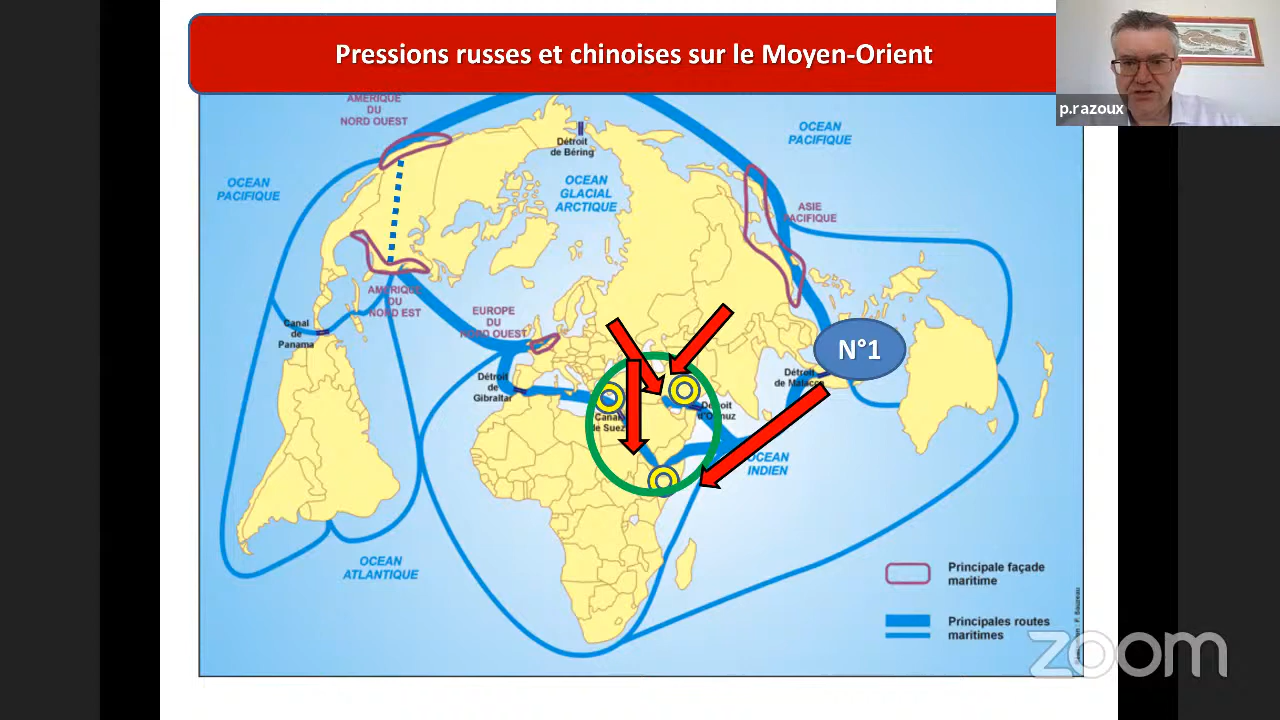 Pressions russes et chinoises sur le Moyen-Orient
p.razoux
AMERIQUE
DU
NORD OUEST
OCEAN
PACIFIQUE
Détroit
de Béring
OCEAN
PACIFIQUE
OCEAN
GLACIAL
ARCTIQUE
ASIE
PACIFIQUE
AMERIQUE
DU
NORD EST
EUROPE
DU
NORD OUEST
Canal
de
Panama
N°1
Détroit
de
Gibraltar
Détroit
de Malacca
Canal
de Suez
Détroit
d'Ormuz
OCEAN
INDIEN
OCEAN
ATLANTIQUE
Principale façade
maritime
Principales routes
maritimes
F. Bauzeau
zoom